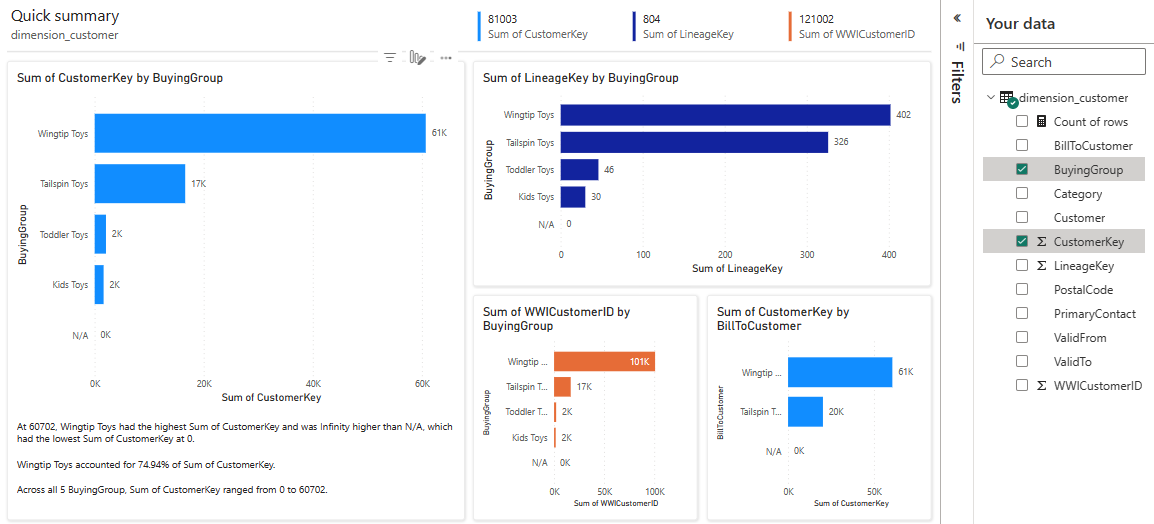 Quick summary
dimension_customer
81003
Sum of CustomerKey
804
Sum of LineageKey
121002
Sum of WWICustomerID
Sum of CustomerKey by BuyingGroup
BuyingGroup
Wingtip Toys
61K
Tailspin Toys
17K
Toddler Toys
2K
Kids Toys
2K
N/A
0K
0K
20K
40K
60K
Sum of CustomerKey
At 60702, Wingtip Toys had the highest Sum of CustomerKey and was Infinity higher than N/A, which
had the lowest Sum of CustomerKey at 0.
Wingtip Toys accounted for 74.94% of Sum of CustomerKey.
Across all 5 BuyingGroup, Sum of CustomerKey ranged from 0 to 60702.
Sum of LineageKey by BuyingGroup
BuyingGroup
Wingtip Toys
402
Tailspin Toys
326
Toddler Toys
46
Kids Toys
30
N/A
0
0
100
200
300
400
Sum of LineageKey
Sum of WWICustomerID by
BuyingGroup
BuyingGroup
Wingtip ...
101K
Tailspin T...
17K
Toddler T...
2K
Kids Toys
2K
N/A
0K
0K
50K
100K
Sum of WWICustomerID
Sum of CustomerKey by
BillToCustomer
BillToCustomer
Wingtip ...
61K
Tailspin T...
20K
N/A
0K
0K
50K
Sum of CustomerKey
Filters
Your data
Search
dimension_customer
Count of rows
BillToCustomer
BuyingGroup
Category
Customer
Σ CustomerKey
Σ LineageKey
PostalCode
PrimaryContact
ValidFrom
ValidTo
Σ WWICustomerID